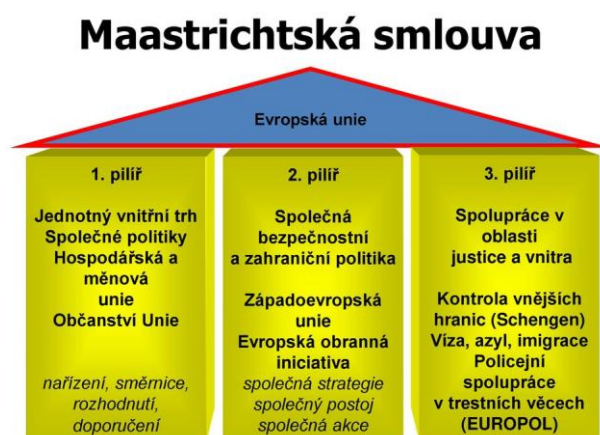 Maastrichtská smlouva
Evropská unie
1. pilíř
Jednotný vnitřní trh
Společné politiky
Hospodářská a
měnová
unie
Občanství Unie
nařízení, směrnice,
rozhodnutí,
doporučení
2. pilíř
Společná
bezpečnostní
a zahraniční politika
Západoevropská
unie
Evropská obranná
iniciativa
společná strategie
společný postoj
společná akce
3. pilíř
Spolupráce v
oblasti
justice a vnitra
Kontrola vnějších
hranic (Schengen)
Víza, azyl, imigrace
Policejní
spolupráce
v trestních věcech
(EUROPOL)